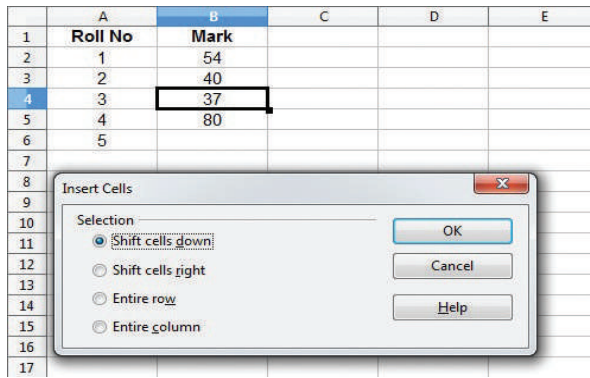 A B C D E
1 Roll No Mark
2 1 54
3 2 40
4 3 37
5 4 80
6 5
7
8
9
10
11
12
13
14
15
16
17
Insert Cells
Selection
Shift cells down
Shift cells right
Entire row
Entire column
OK
Cancel
Help